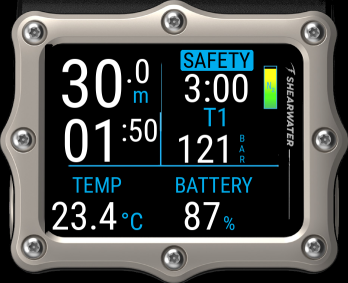 30.0 m
01:50
SAFETY
3:00
T1
121 BAR
N₂
TEMP
BATTERY
23.4 °C
87 %
SHEARWATER